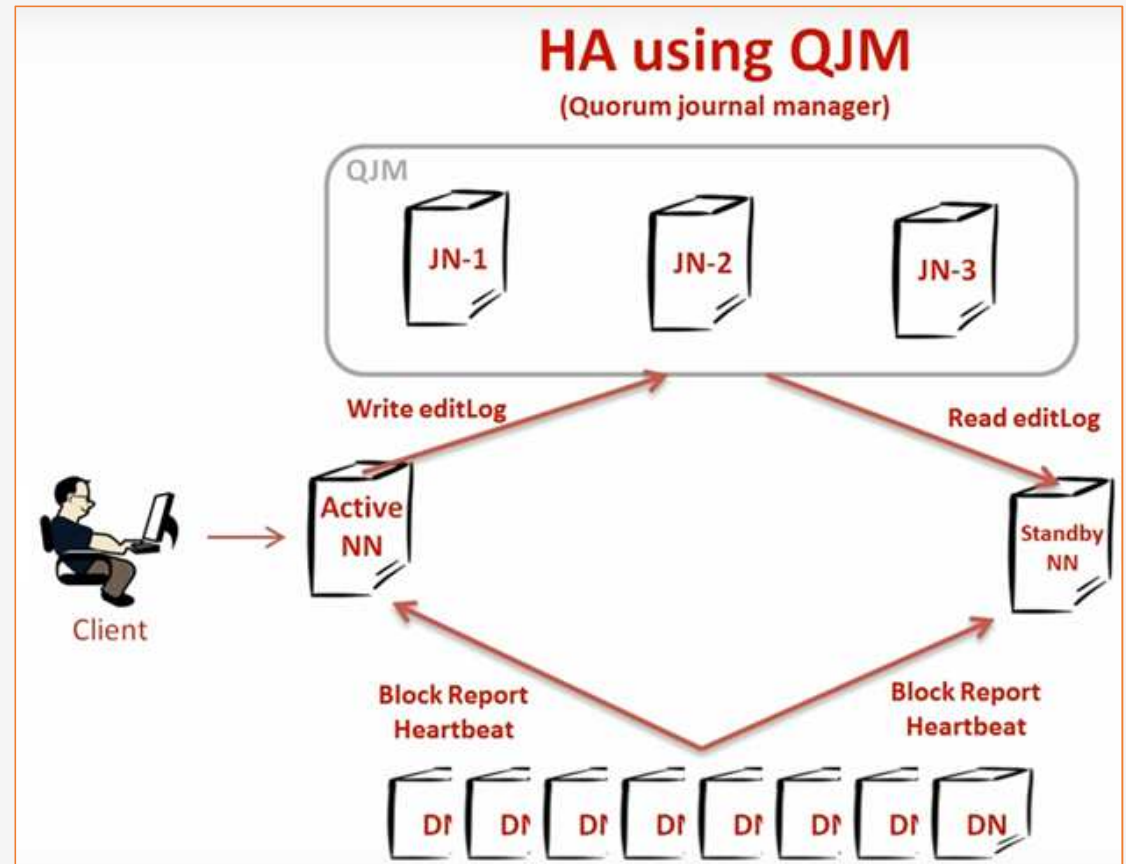 HA using QJM
(Quorum journal manager)
QJM
JN-1
JN-2
JN-3
Write editLog
Read editLog
Active
NN
Standby
NN
Client
Block Report
Heartbeat
Block Report
Heartbeat
DN